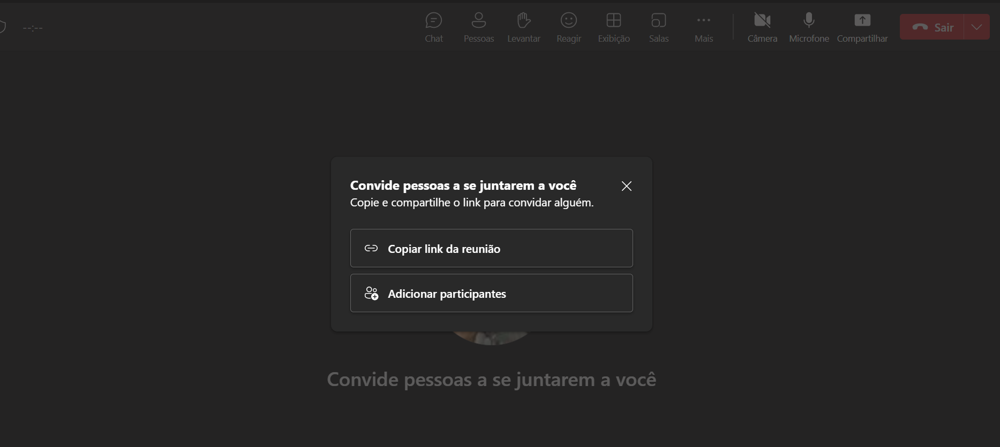 --:--
Chat
Pessoas
Levantar
Reagir
Exibição
Salas
Mais
Câmera
Microfone
Compartilhar
Sair
Convide pessoas a se juntarem a você
Copie e compartilhe o link para convidar alguém.
Copiar link da reunião
Adicionar participantes
Convide pessoas a se juntarem a você